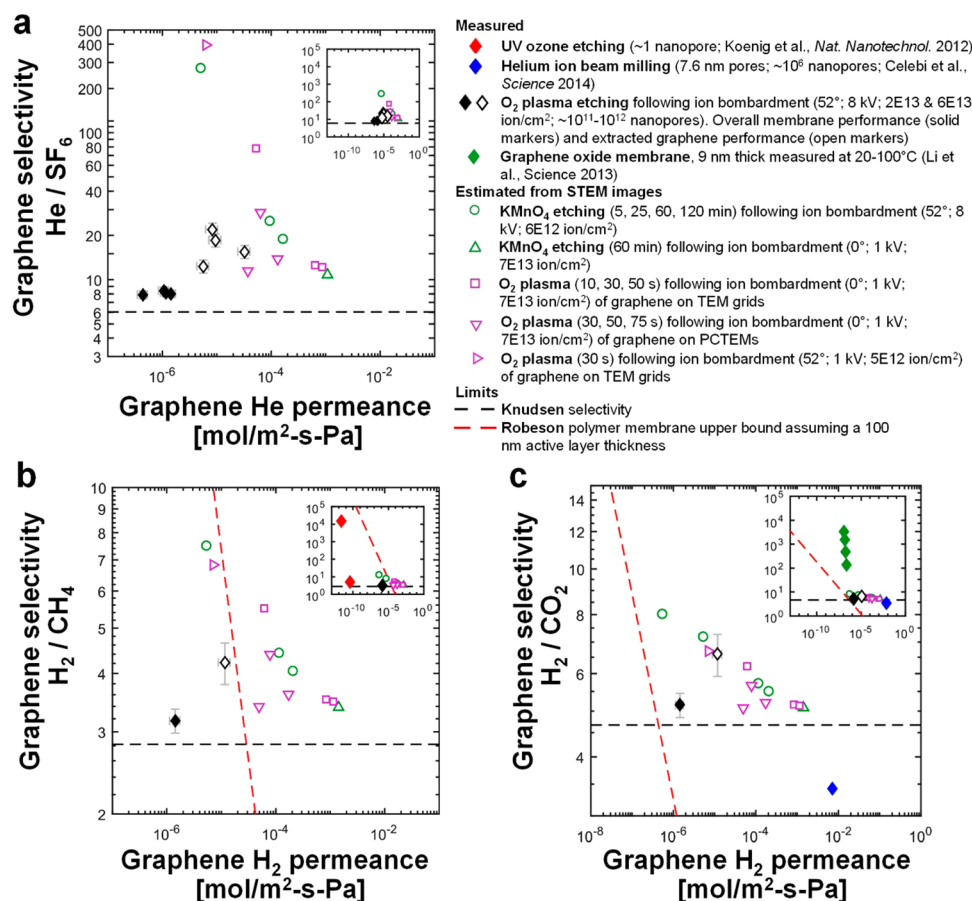 a
Graphene selectivity
He / SF6
500
400
300
200
100
80
60
40
30
20
10
8
6
5
4
3
10^5
10^4
10^3
10^2
10^1
10^0
10^-10
10^-5
10^0
10^-6
10^-4
10^-2
Graphene He permeance
[mol/m2-s-Pa]
Measured
UV ozone etching (~1 nanopore; Koenig et al., Nat. Nanotechnol. 2012)
Helium ion beam milling (7.6 nm pores; ~10^6 nanopores; Celebi et al.,
Science 2014)
O2 plasma etching following ion bombardment (52°; 8 kV; 2E13 & 6E13
ion/cm2; ~10^11-10^12 nanopores). Overall membrane performance (solid
markers) and extracted graphene performance (open markers)
Graphene oxide membrane, 9 nm thick measured at 20-100°C (Li et
al., Science 2013)
Estimated from STEM images
KMnO4 etching (5, 25, 60, 120 min) following ion bombardment (52°; 8
kV; 6E12 ion/cm2)
KMnO4 etching (60 min) following ion bombardment (0°; 1 kV;
7E13 ion/cm2)
O2 plasma (10, 30, 50 s) following ion bombardment (0°; 1 kV;
7E13 ion/cm2) of graphene on TEM grids
O2 plasma (30, 50, 75 s) following ion bombardment (0°; 1 kV;
7E13 ion/cm2) of graphene on PCTEMs
O2 plasma (30 s) following ion bombardment (52°; 1 kV; 5E12 ion/cm2)
of graphene on TEM grids
Limits
Knudsen selectivity
Robeson polymer membrane upper bound assuming a 100
nm active layer thickness
b
Graphene selectivity
H2 / CH4
10
9
8
7
6
5
4
3
2
10^5
10^4
10^3
10^2
10^1
10^0
10^-10
10^-5
10^0
10^-6
10^-4
10^-2
Graphene H2 permeance
[mol/m2-s-Pa]
c
Graphene selectivity
H2 / CO2
14
12
10
8
6
4
10^5
10^4
10^3
10^2
10^1
10^0
10^-10
10^-5
10^0
10^-8
10^-6
10^-4
10^-2
10^0
Graphene H2 permeance
[mol/m2-s-Pa]